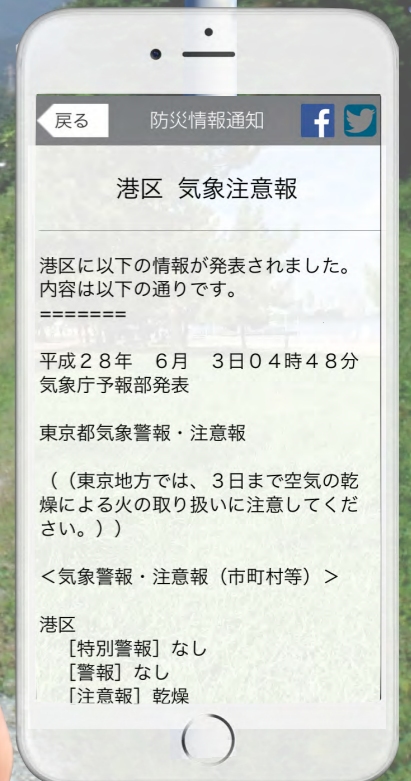 戻る 防災情報通知
港区 気象注意報
港区に以下の情報が発表されました。
内容は以下の通りです。
=======
平成２８年　６月　３日０４時４８分
気象庁予報部発表
東京都気象警報・注意報
（（東京地方では、３日まで空気の乾
燥による火の取り扱いに注意してくだ
さい。））
＜気象警報・注意報（市町村等）＞
港区
［特別警報］なし
［警報］なし
［注意報］乾燥